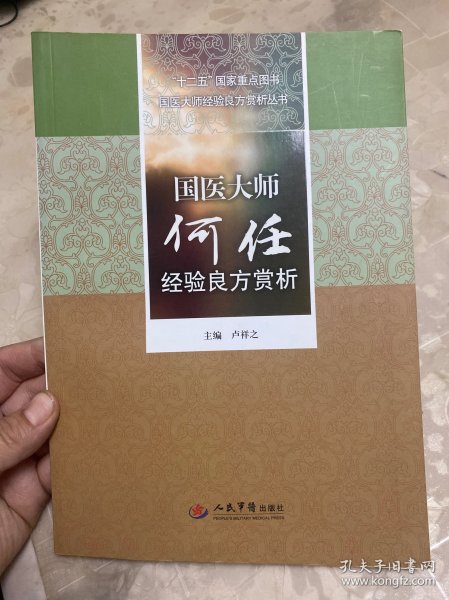 “十二五”国家重点图书
国医大师经验良方赏析丛书
国医大师
何任
经验良方赏析
主编 卢祥之
人民军医出版社
PEOPLE'S MILITARY MEDICAL PRESS
孔夫子旧书网
www.kongfz.com